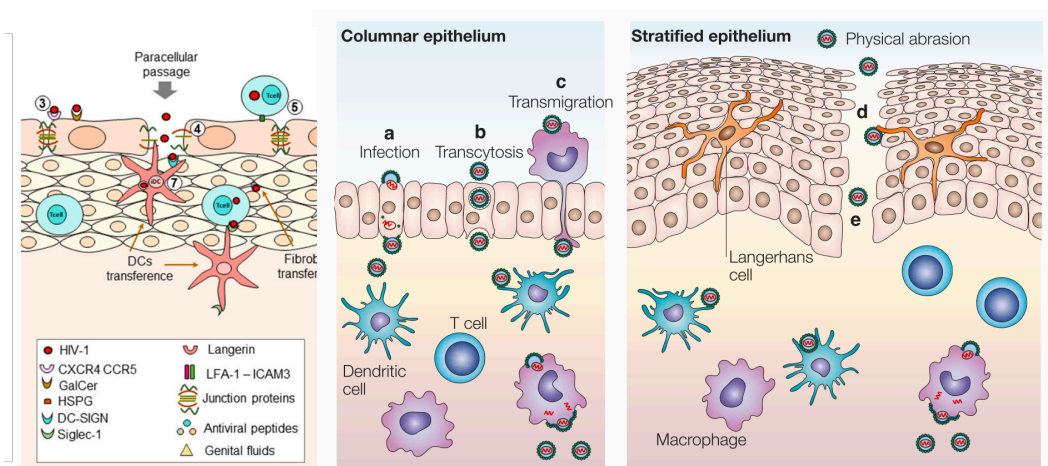 Paracellular
passage
3
4
5
7
Tcell
iDC
Tcell
Tcell
DCs
transference
Fibrob
transfer
HIV-1
CXCR4 CCR5
GalCer
HSPG
DC-SIGN
Siglec-1
Langerin
LFA-1 – ICAM3
Junction proteins
Antiviral peptides
Genital fluids
Columnar epithelium
a
Infection
b
Transcytosis
c
Transmigration
T cell
Dendritic
cell
Stratified epithelium
Physical abrasion
d
e
Langerhans
cell
Macrophage